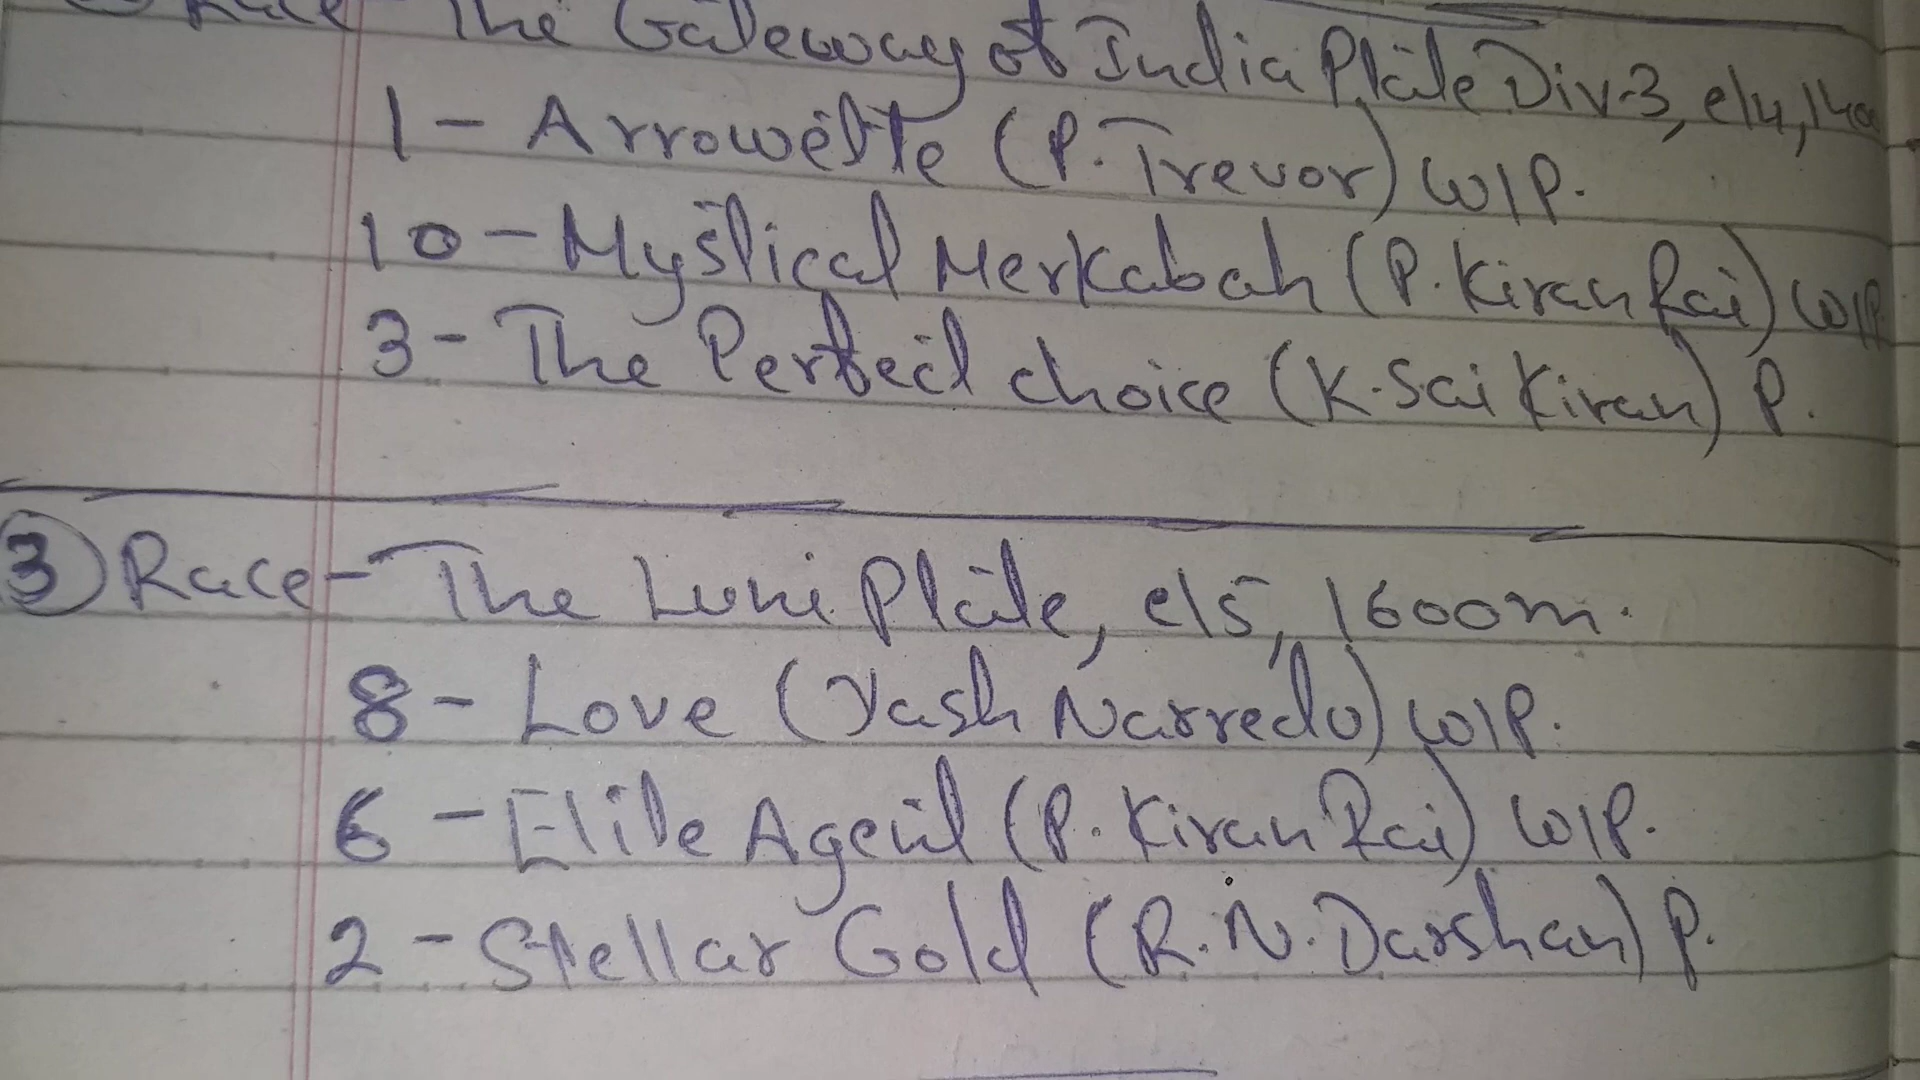 Race - The Gateway of India Plate Div-3, c/4, 140
1 - Arrowette (P. Trevor) W/P.
10 - Mystical Merkabah (P. Kiran Rai) W/P
3 - The Perfect choice (K. Sai Kiran) P.
3 Race - The Luni Plate, c/5, 1600m.
8 - Love (Yash Narredu) W/P.
6 - Elite Agent (P. Kiran Rai) W/P.
2 - Stellar Gold (R. N. Darshan) P.